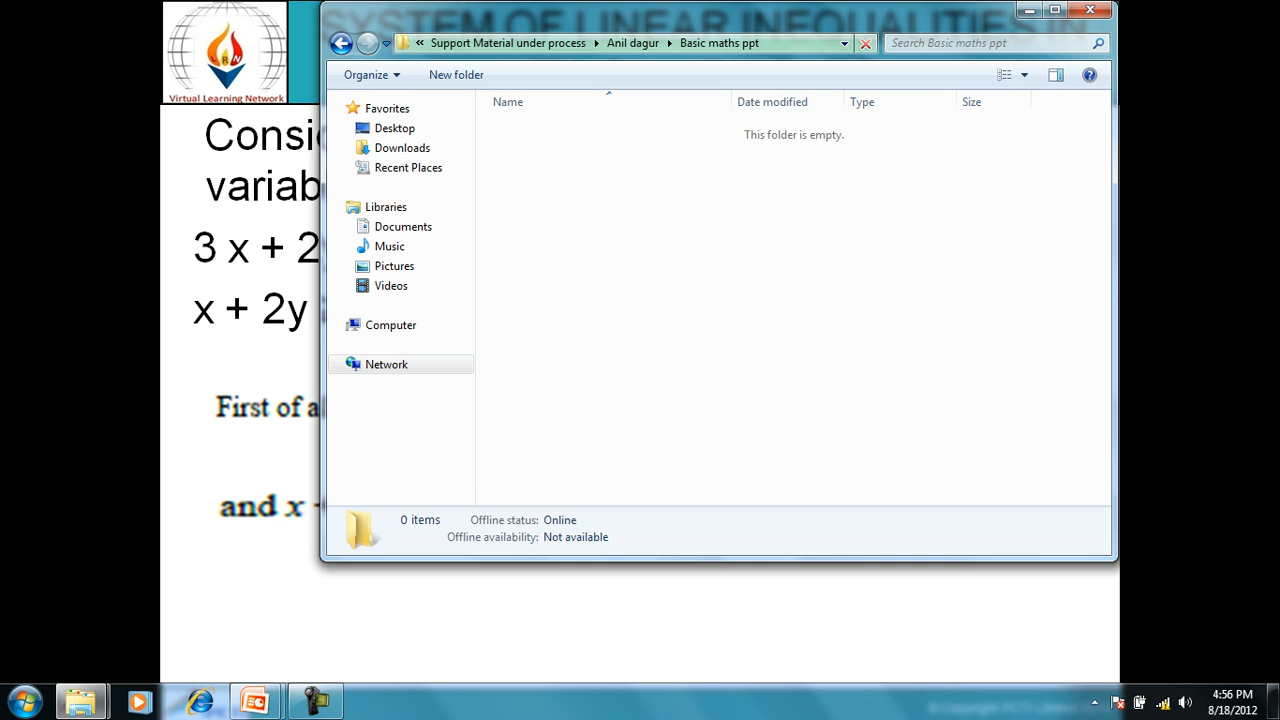 Virtual Learning Network
Consi
variab
3 x + 2
x + 2y
First of a
and x
« Support Material under process Anil dagur Basic maths ppt
Search Basic maths ppt
Organize New folder
Name Date modified Type Size
This folder is empty.
Favorites
Desktop
Downloads
Recent Places
Libraries
Documents
Music
Pictures
Videos
Computer
Network
0 items Offline status: Online
Offline availability: Not available
4:56 PM
8/18/2012